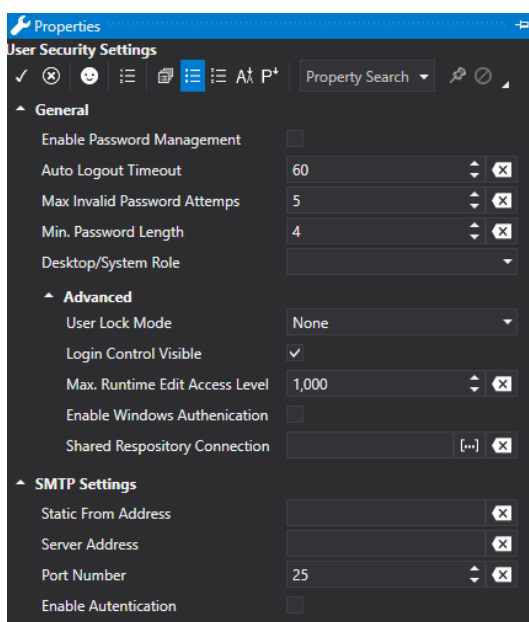 Properties
User Security Settings
Property Search
General
Enable Password Management
Auto Logout Timeout 60
Max Invalid Password Attemps 5
Min. Password Length 4
Desktop/System Role
Advanced
User Lock Mode None
Login Control Visible
Max. Runtime Edit Access Level 1,000
Enable Windows Authenication
Shared Respository Connection
SMTP Settings
Static From Address
Server Address
Port Number 25
Enable Autentication